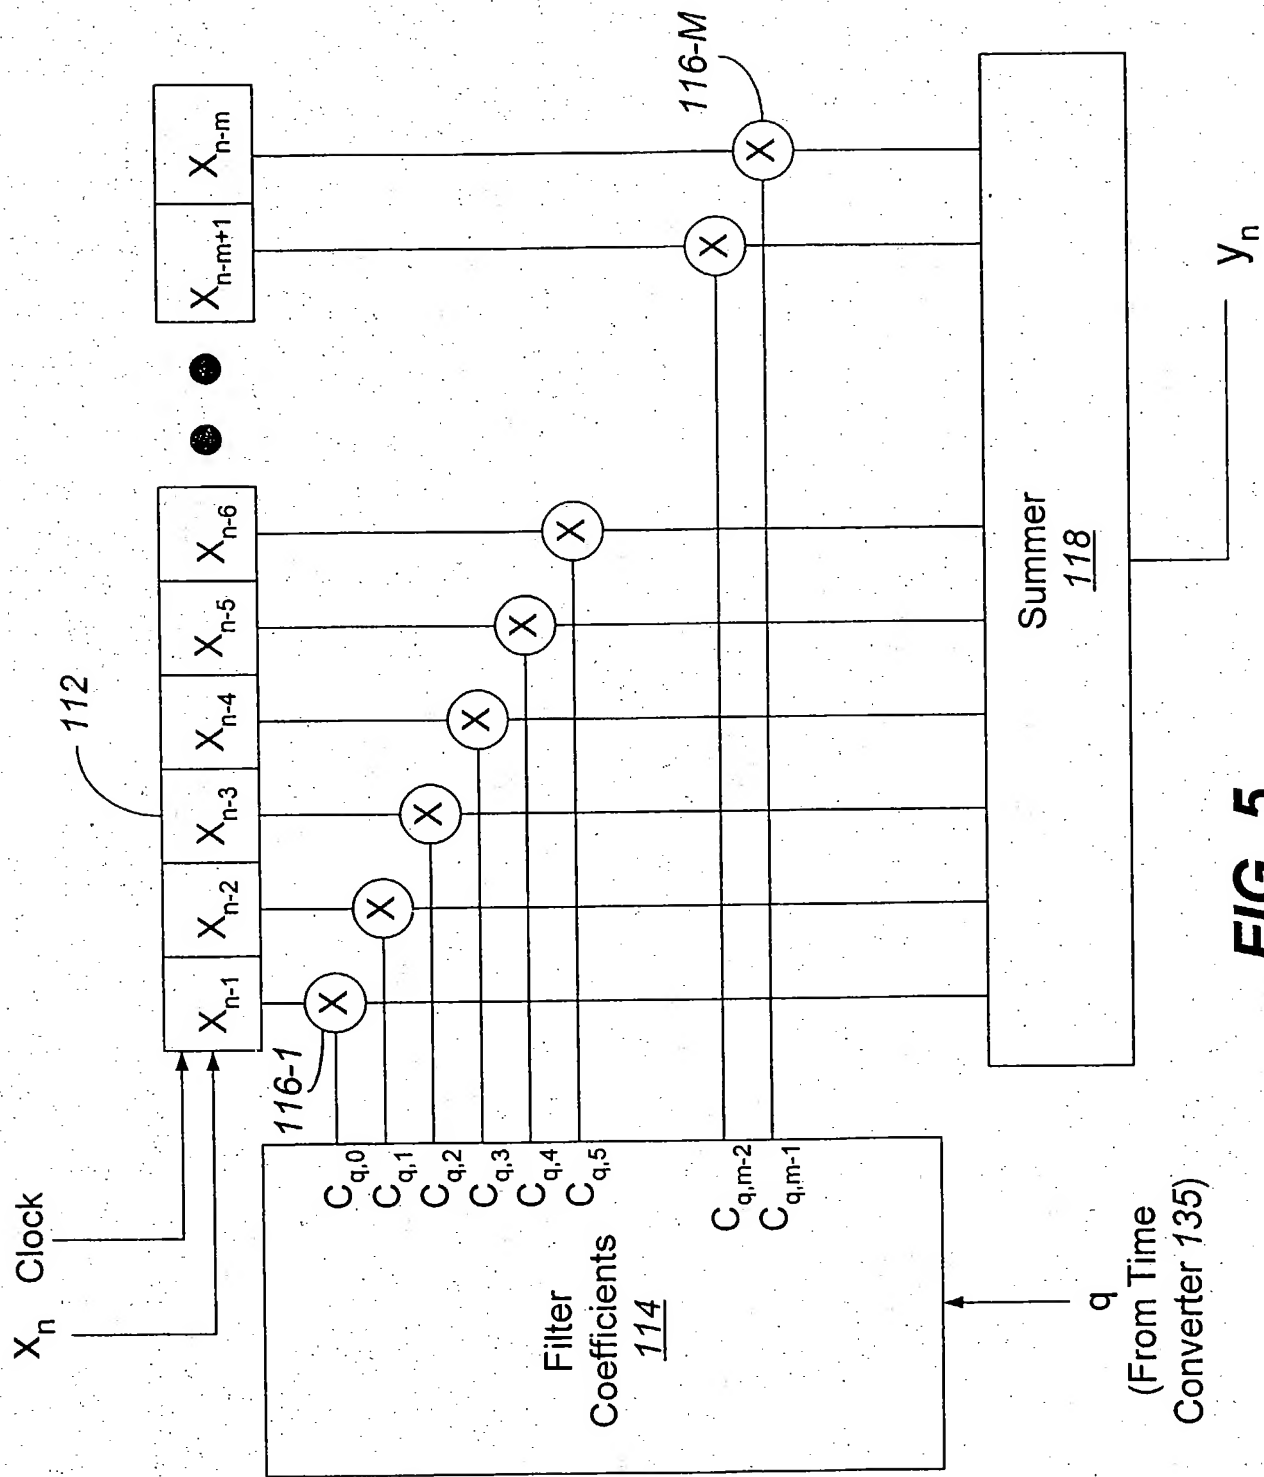 X_n Clock
112
X_{n-1} X_{n-2} X_{n-3} X_{n-4} X_{n-5} X_{n-6} X_{n-m+1} X_{n-m}
116-1
X
X
X
X
X
X
X
X
116-M
C_{q,0}
C_{q,1}
C_{q,2}
C_{q,3}
C_{q,4}
C_{q,5}
C_{q,m-2}
C_{q,m-1}
Filter
Coefficients
114
Summer
118
q
(From Time
Converter 135)
y_n
FIG_5